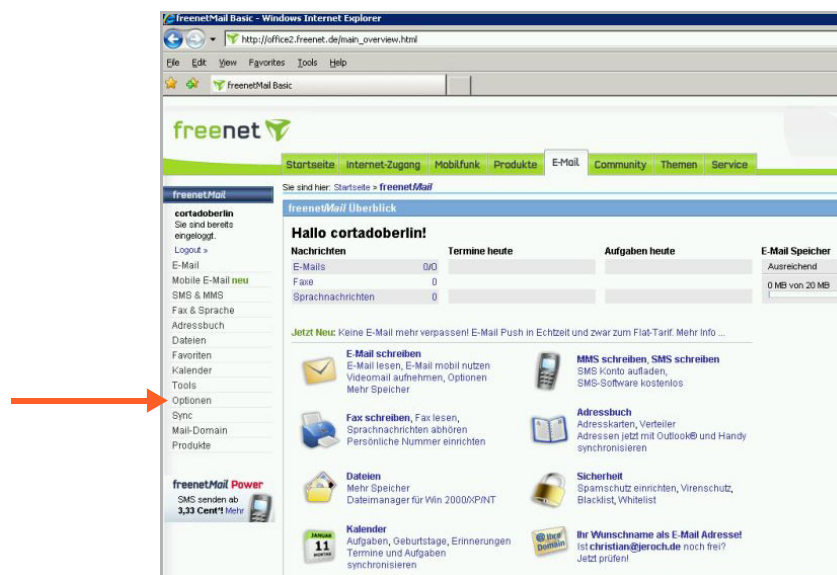 freenetMail Basic - Windows Internet Explorer
http://office2.freenet.de/main_overview.html
File Edit View Favorites Tools Help
freenetMail Basic
freenet
Startseite Internet-Zugang Mobilfunk Produkte E-Mail Community Themen Service
Sie sind hier: Startseite » freenetMail
freenetMail
cortadoberlin
Sie sind bereits
eingeloggt.
Logout »
E-Mail
Mobile E-Mail neu
SMS & MMS
Fax & Sprache
Adressbuch
Dateien
Favoriten
Kalender
Tools
Optionen
Sync
Mail-Domain
Produkte
freenetMail Power
SMS senden ab
3,33 Cent*! Mehr
freenetMail Überblick
Hallo cortadoberlin!
Nachrichten Termine heute Aufgaben heute E-Mail Speicher
E-Mails 0/0 Ausreichend
Faxe 0 0 MB von 20 MB
Sprachnachrichten 0
Jetzt Neu: Keine E-Mail mehr verpassen! E-Mail Push in Echtzeit und zwar zum Flat-Tarif. Mehr Info ...
E-Mail schreiben
E-Mail lesen, E-Mail mobil nutzen
Videomail aufnehmen, Optionen
Mehr Speicher
MMS schreiben, SMS schreiben
SMS Konto aufladen,
SMS-Software kostenlos
Fax schreiben, Fax lesen,
Sprachnachrichten abhören
Persönliche Nummer einrichten
Adressbuch
Adresskarten, Verteiler
Adressen jetzt mit Outlook® und Handy
synchronisieren
Dateien
Mehr Speicher
Dateimanager für Win 2000/XP/NT
Sicherheit
Spamschutz einrichten, Virenschutz,
Blacklist, Whitelist
JANUAR
11
MONTAG
Kalender
Aufgaben, Geburtstage, Erinnerungen
Termine und Aufgaben
synchronisieren
@ Ihre
Domain
Ihr Wunschname als E-Mail Adresse!
Ist christian@jeroch.de noch frei?
Jetzt prüfen!